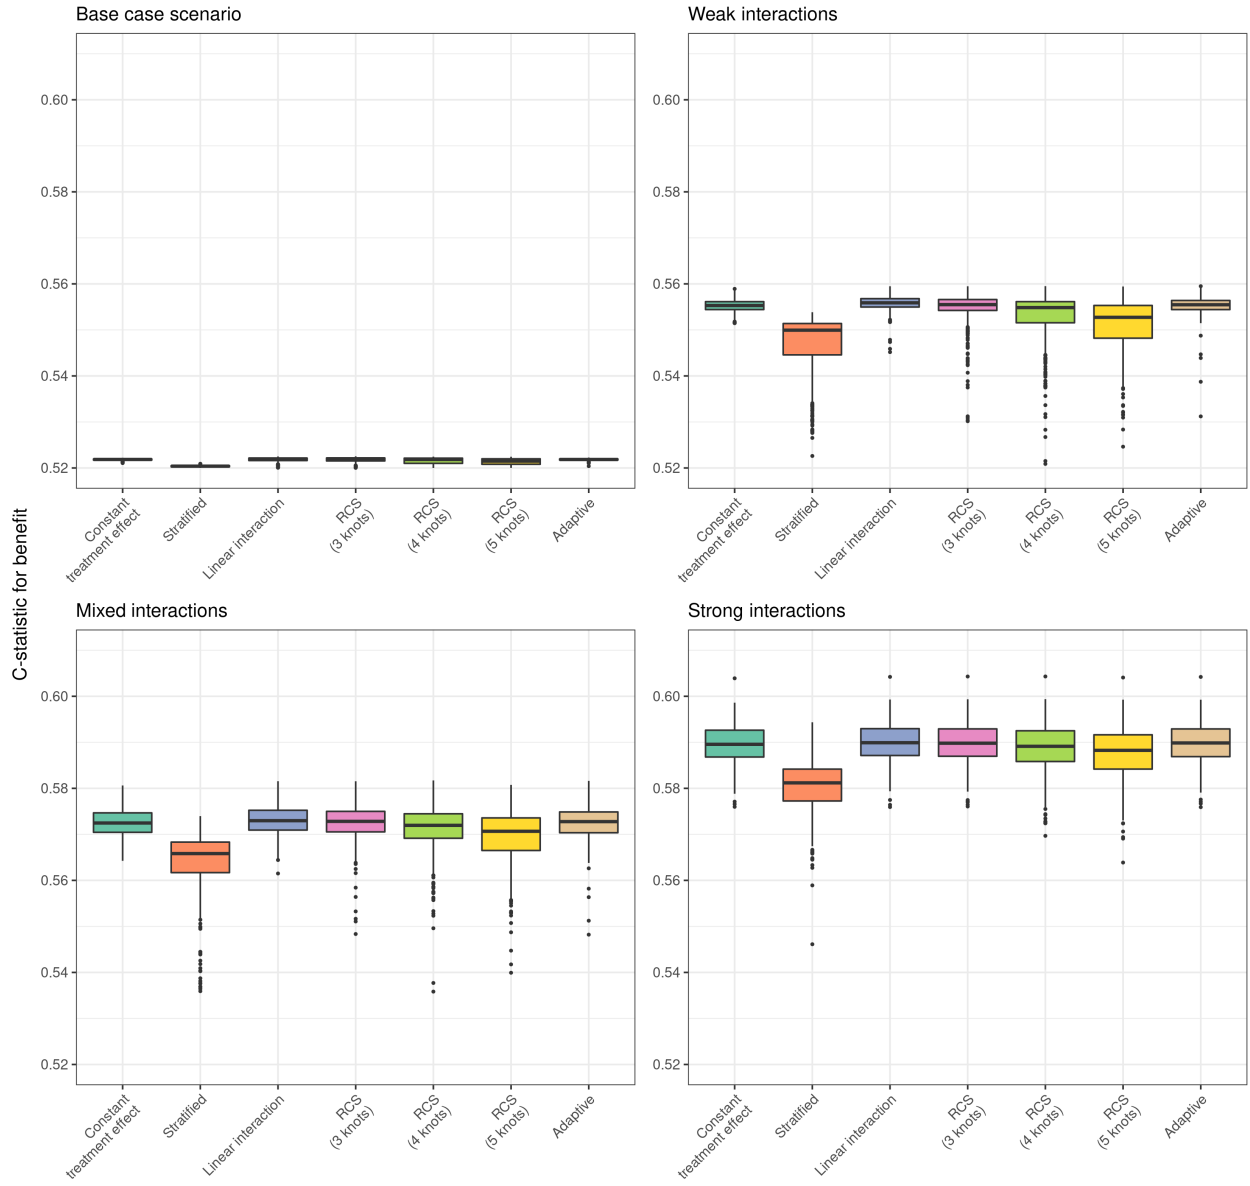 Base case scenario
0.60
0.58
0.56
0.54
0.52
Constant
treatment effect
Stratified
Linear interaction
RCS
(3 knots)
RCS
(4 knots)
RCS
(5 knots)
Adaptive
Weak interactions
0.60
0.58
0.56
0.54
0.52
Constant
treatment effect
Stratified
Linear interaction
RCS
(3 knots)
RCS
(4 knots)
RCS
(5 knots)
Adaptive
C-statistic for benefit
Mixed interactions
0.60
0.58
0.56
0.54
0.52
Constant
treatment effect
Stratified
Linear interaction
RCS
(3 knots)
RCS
(4 knots)
RCS
(5 knots)
Adaptive
Strong interactions
0.60
0.58
0.56
0.54
0.52
Constant
treatment effect
Stratified
Linear interaction
RCS
(3 knots)
RCS
(4 knots)
RCS
(5 knots)
Adaptive